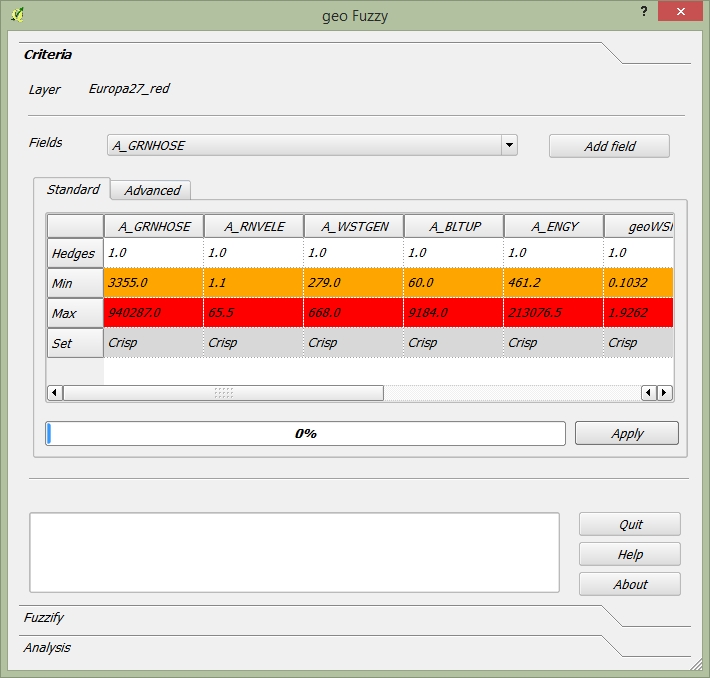 geo Fuzzy ?
Criteria
Layer Europa27_red
Fields A_GRNHOSE Add field
Standard Advanced
A_GRNHOSE A_RNVELE A_WSTGEN A_BLTUP A_ENGY
Hedges 1.0 1.0 1.0 1.0 1.0 1.0
Min 3355.0 1.1 279.0 60.0 461.2 0.1032
Max 940287.0 65.5 668.0 9184.0 213076.5 1.9262
Set Crisp Crisp Crisp Crisp Crisp Crisp
0% Apply
Quit
Help
About
Fuzzify
Analysis